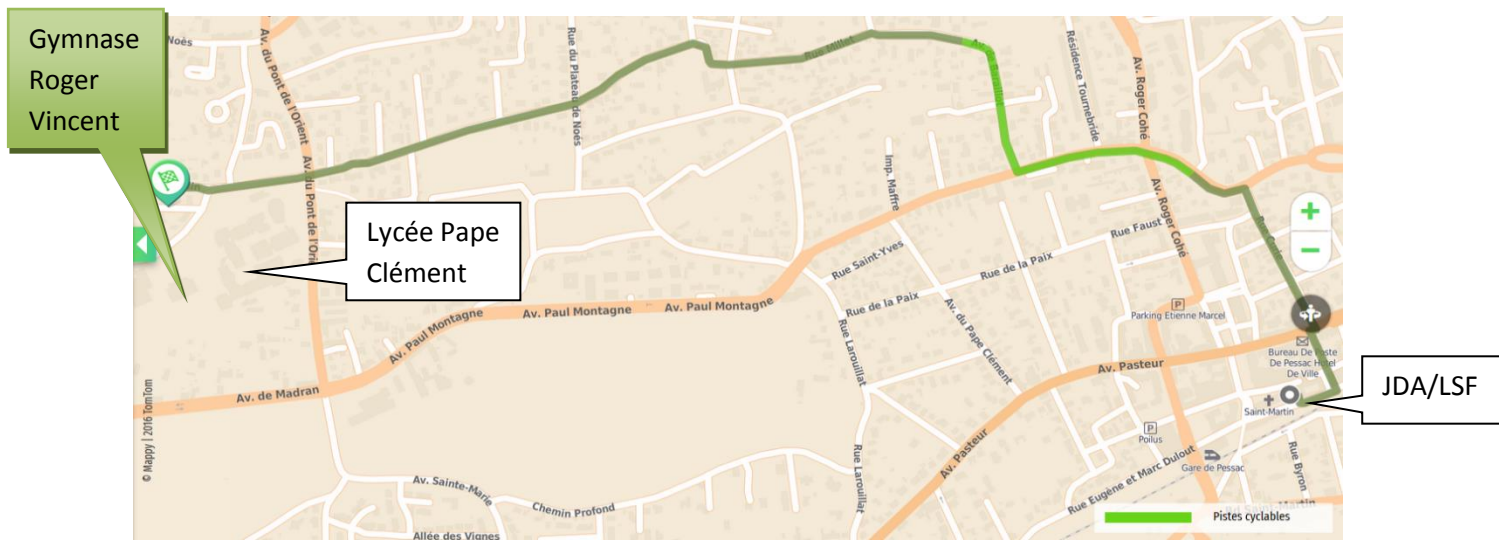 Gymnase
Roger
Vincent
Noès
Av. du Pont de l'Orient
Av. du Pont de l'Ori
Rue du Plateau de Noès
Rue Millet
Résidence Tournebride
Av. Roger Cohé
Av. Roger Cohé
Imp. Maffre
Lycée Pape
Clément
Rue Saint-Yves
Rue Faust
Rue de la Paix
Rue de la Paix
Av. Paul Montagne
Av. Paul Montagne
Av. Paul Montagne
Av. du Pape Clément
Rue Larouillat
Rue Larouillat
P
Parking Etienne Marcel
Bureau De Poste
De Pessac Hotel
De Ville
Av. Pasteur
Av. Pasteur
JDA/LSF
Saint-Martin
Av. de Madran
P
Poilus
Gare de Pessac
Rue Eugène et Marc Dulout
Rue Byron
Av. Sainte-Marie
Chemin Profond
Allée des Vignes
© Mappy | 2016 TomTom
Pistes cyclables